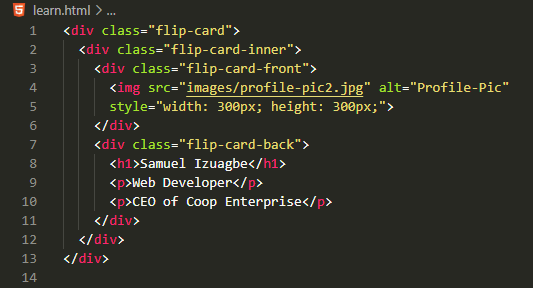 learn.html > ...
1 <div class="flip-card">
2 <div class="flip-card-inner">
3 <div class="flip-card-front">
4 <img src="images/profile-pic2.jpg" alt="Profile-Pic"
5 style="width: 300px; height: 300px;">
6 </div>
7 <div class="flip-card-back">
8 <h1>Samuel Izuagbe</h1>
9 <p>Web Developer</p>
10 <p>CEO of Coop Enterprise</p>
11 </div>
12 </div>
13 </div>
14